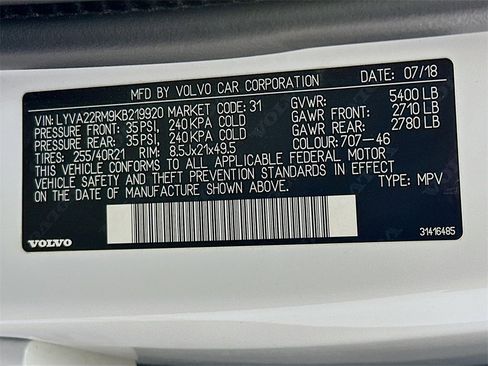 MFD BY VOLVO CAR CORPORATION DATE: 07/18
VIN: LYVA22RM9KB219920 MARKET CODE: 31 GVWR: 5400 LB
PRESSURE FRONT: 35 PSI, 240 KPA COLD GAWR FRONT: 2710 LB
PRESSURE REAR: 35 PSI, 240 KPA COLD GAWR REAR: 2780 LB
TIRES: 255/40R21 RIM: 8.5Jx21x49.5 COLOUR: 707-46
THIS VEHICLE CONFORMS TO ALL APPLICABLE FEDERAL MOTOR
VEHICLE SAFETY AND THEFT PREVENTION STANDARDS IN EFFECT
ON THE DATE OF MANUFACTURE SHOWN ABOVE. TYPE: MPV
VOLVO 31416485